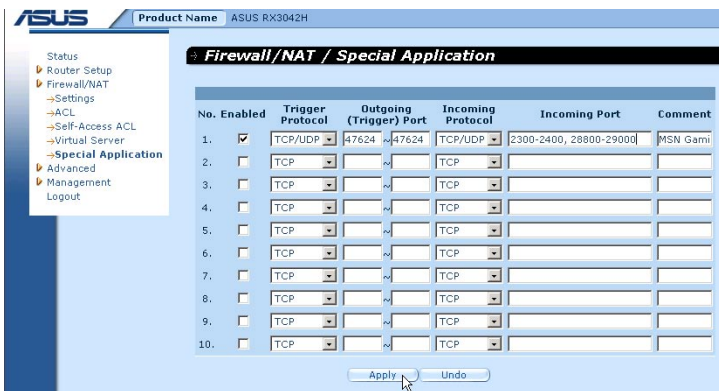 ASUS
Product Name ASUS RX3042H
Status
Router Setup
Firewall/NAT
→Settings
→ACL
→Self-Access ACL
→Virtual Server
→Special Application
Advanced
Management
Logout
Firewall/NAT / Special Application
No. Enabled Trigger Protocol Outgoing (Trigger) Port Incoming Protocol Incoming Port Comment
1. TCP/UDP 47624 ~ 47624 TCP/UDP 2300-2400, 28800-29000 MSN Gami
2. TCP ~ TCP
3. TCP ~ TCP
4. TCP ~ TCP
5. TCP ~ TCP
6. TCP ~ TCP
7. TCP ~ TCP
8. TCP ~ TCP
9. TCP ~ TCP
10. TCP ~ TCP
Apply Undo